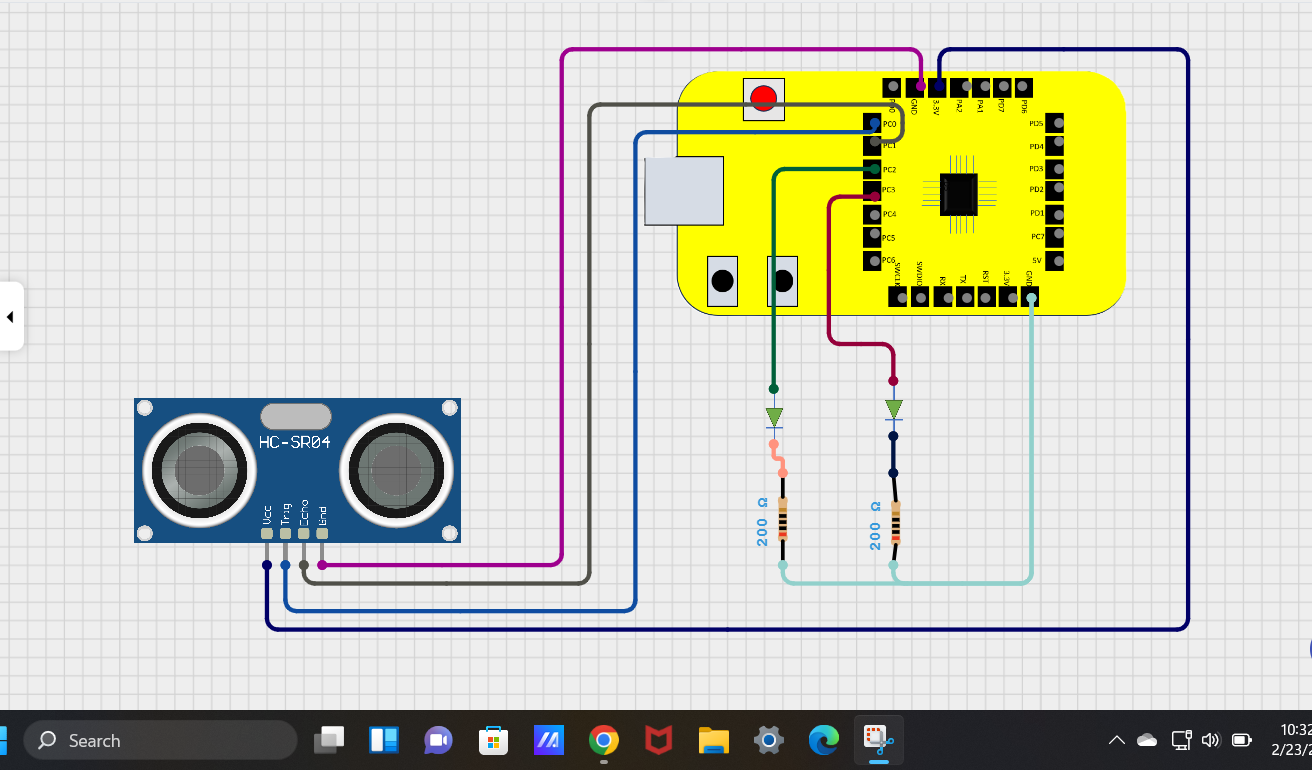 GND
3.3V
PA2
PA1
PD7
PD6
PC0
PC1
PC2
PC3
PC4
PC5
PC6
PD5
PD4
PD3
PD2
PD1
PC7
5V
SWCLK
SWDIO
RX
TX
RST
3.3V
GND
HC-SR04
Vcc
Trig
Echo
Gnd
200 Ω
200 Ω
Search
10:32
2/23/2